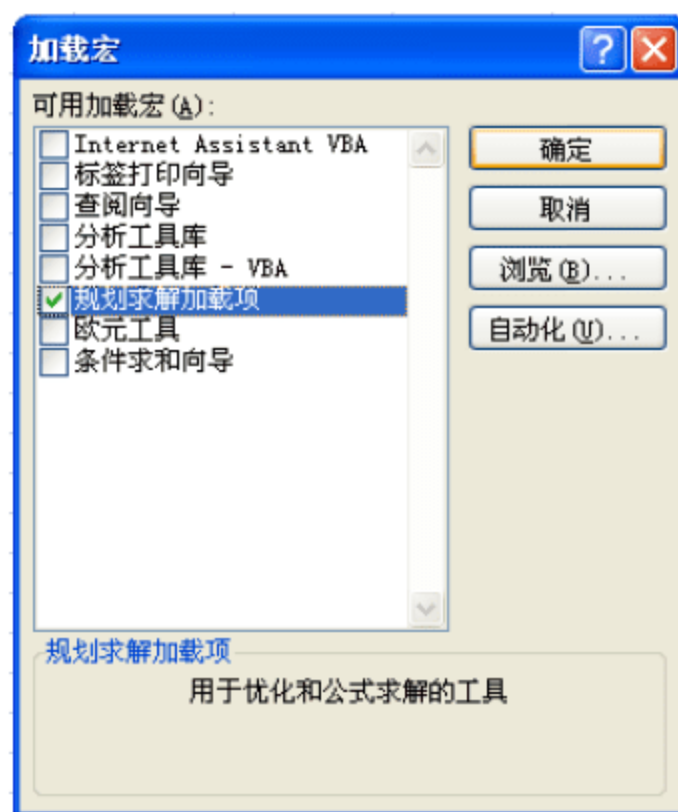 加载宏
可用加载宏(A):
Internet Assistant VBA
标签打印向导
查阅向导
分析工具库
分析工具库 - VBA
规划求解加载项
欧元工具
条件求和向导
确定
取消
浏览(B)...
自动化(U)...
规划求解加载项
用于优化和公式求解的工具